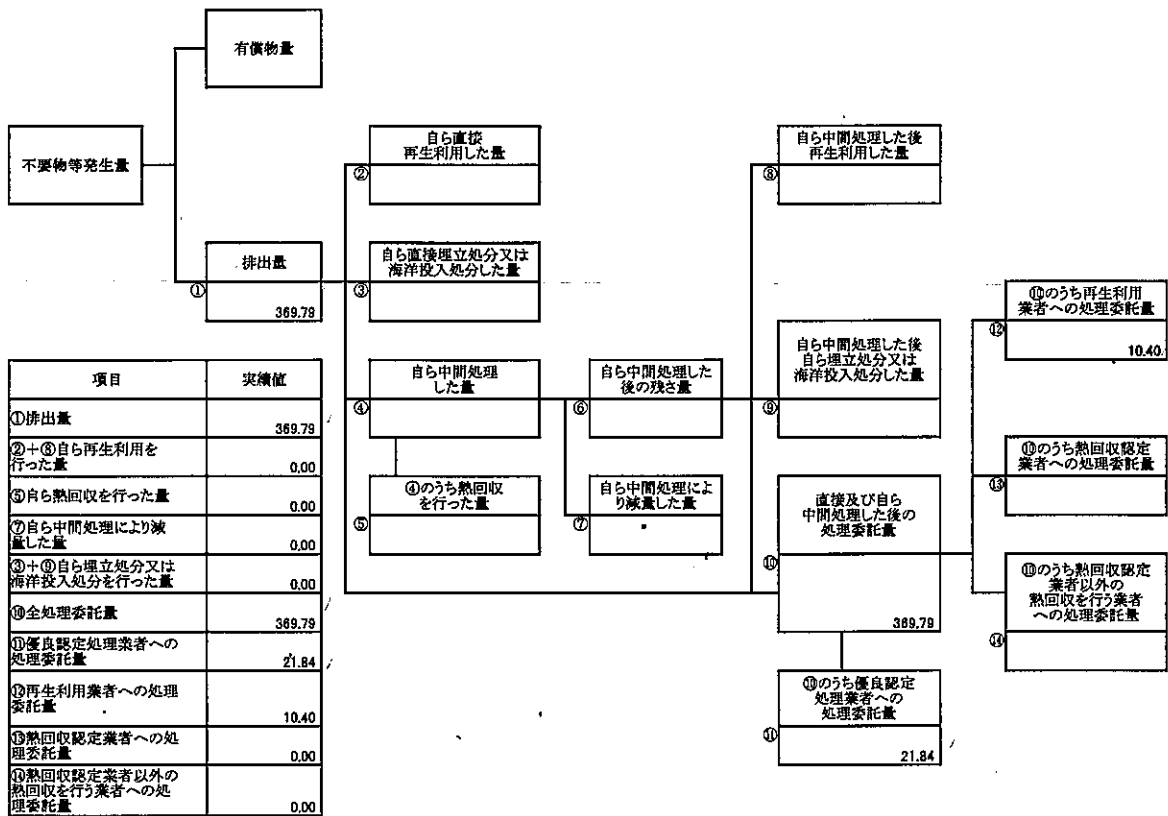 有償物量
不要物等発生量
排出量
①
369.79
自ら直接
再生利用した量
②
自ら直接埋立処分又は
海洋投入処分した量
③
自ら中間処理
した量
④
④のうち熱回収
を行った量
⑤
自ら中間処理した
後の残さ量
⑥
自ら中間処理によ
り減量した量
⑦
自ら中間処理した後
再生利用した量
⑧
自ら中間処理した後
自ら埋立処分又は
海洋投入処分した量
⑨
直接及び自ら
中間処理した後の
処理委託量
⑩
369.79
⑩のうち優良認定
処理業者への
処理委託量
⑪
21.84
⑩のうち再生利用
業者への処理委託量
⑫
10.40
⑩のうち熱回収認定
業者への処理委託量
⑬
⑩のうち熱回収認定
業者以外の
熱回収を行う業者
への処理委託量
⑭
項目 実績値
①排出量
369.79
②+⑧自ら再生利用を
行った量
0.00
⑤自ら熱回収を行った量
0.00
⑦自ら中間処理により減
量した量
0.00
③+⑨自ら埋立処分又は
海洋投入処分を行った量
0.00
⑩全処理委託量
369.79
⑪優良認定処理業者への
処理委託量
21.84
⑫再生利用業者への処理
委託量
10.40
⑬熱回収認定業者への処
理委託量
0.00
⑭熱回収認定業者以外の
熱回収を行う業者への処
理委託量
0.00